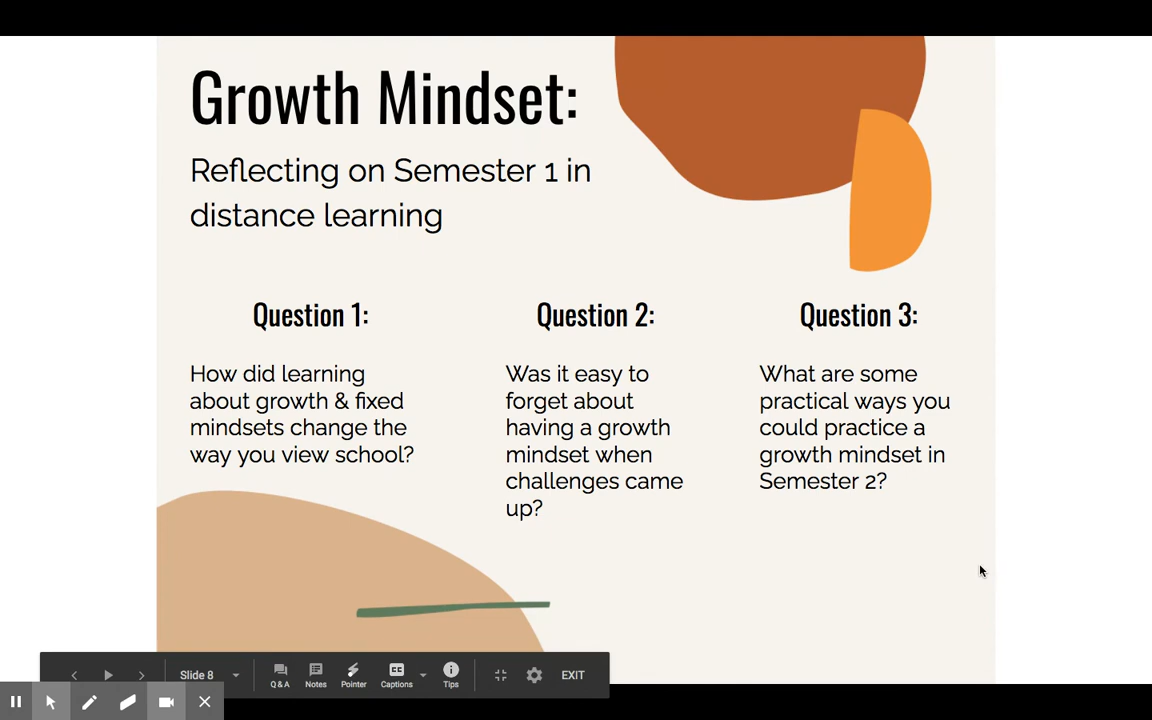 Growth Mindset:
Reflecting on Semester 1 in
distance learning
Question 1:
How did learning
about growth & fixed
mindsets change the
way you view school?
Question 2:
Was it easy to
forget about
having a growth
mindset when
challenges came
up?
Question 3:
What are some
practical ways you
could practice a
growth mindset in
Semester 2?
Slide 8
Q&A
Notes
Pointer
CC
Captions
Tips
EXIT